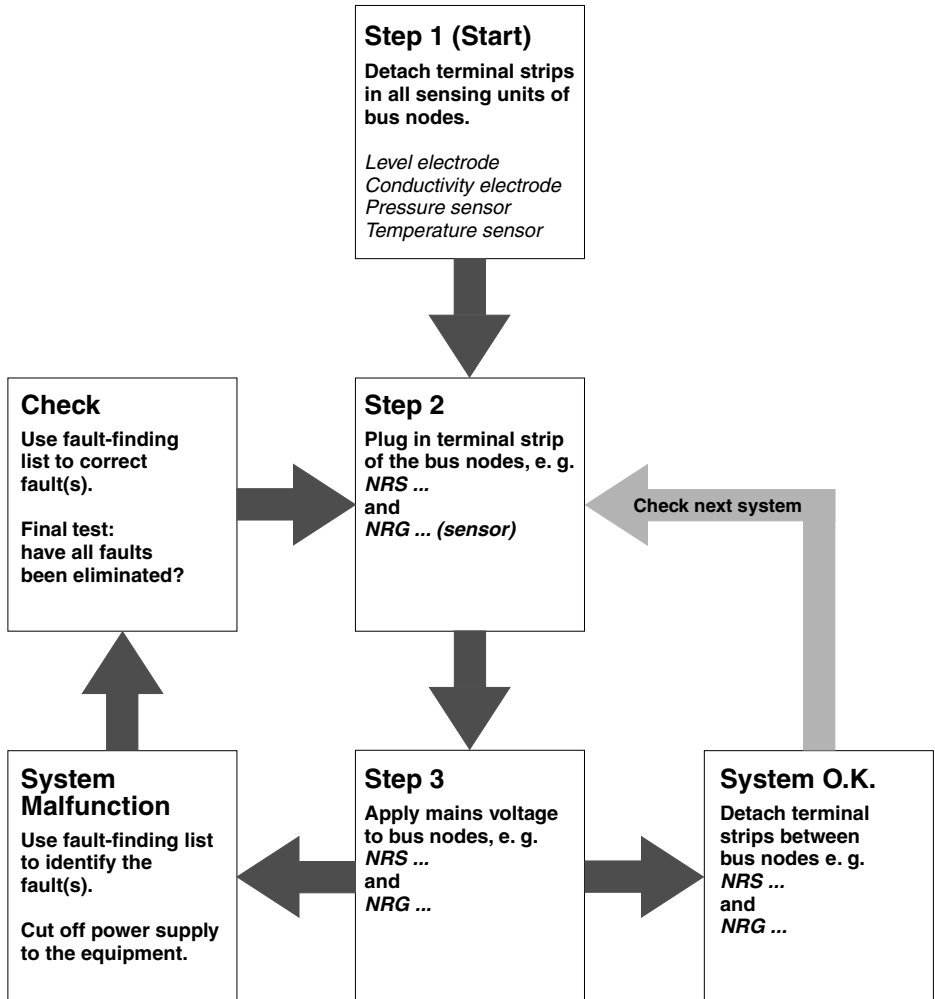 Step 1 (Start)
Detach terminal strips
in all sensing units of
bus nodes.
Level electrode
Conductivity electrode
Pressure sensor
Temperature sensor
Check
Use fault-finding
list to correct
fault(s).
Final test:
have all faults
been eliminated?
Step 2
Plug in terminal strip
of the bus nodes, e. g.
NRS ...
and
NRG ... (sensor)
Check next system
System
Malfunction
Use fault-finding list
to identify the
fault(s).
Cut off power supply
to the equipment.
Step 3
Apply mains voltage
to bus nodes, e. g.
NRS ...
and
NRG ...
System O.K.
Detach terminal
strips between
bus nodes e. g.
NRS ...
and
NRG ...